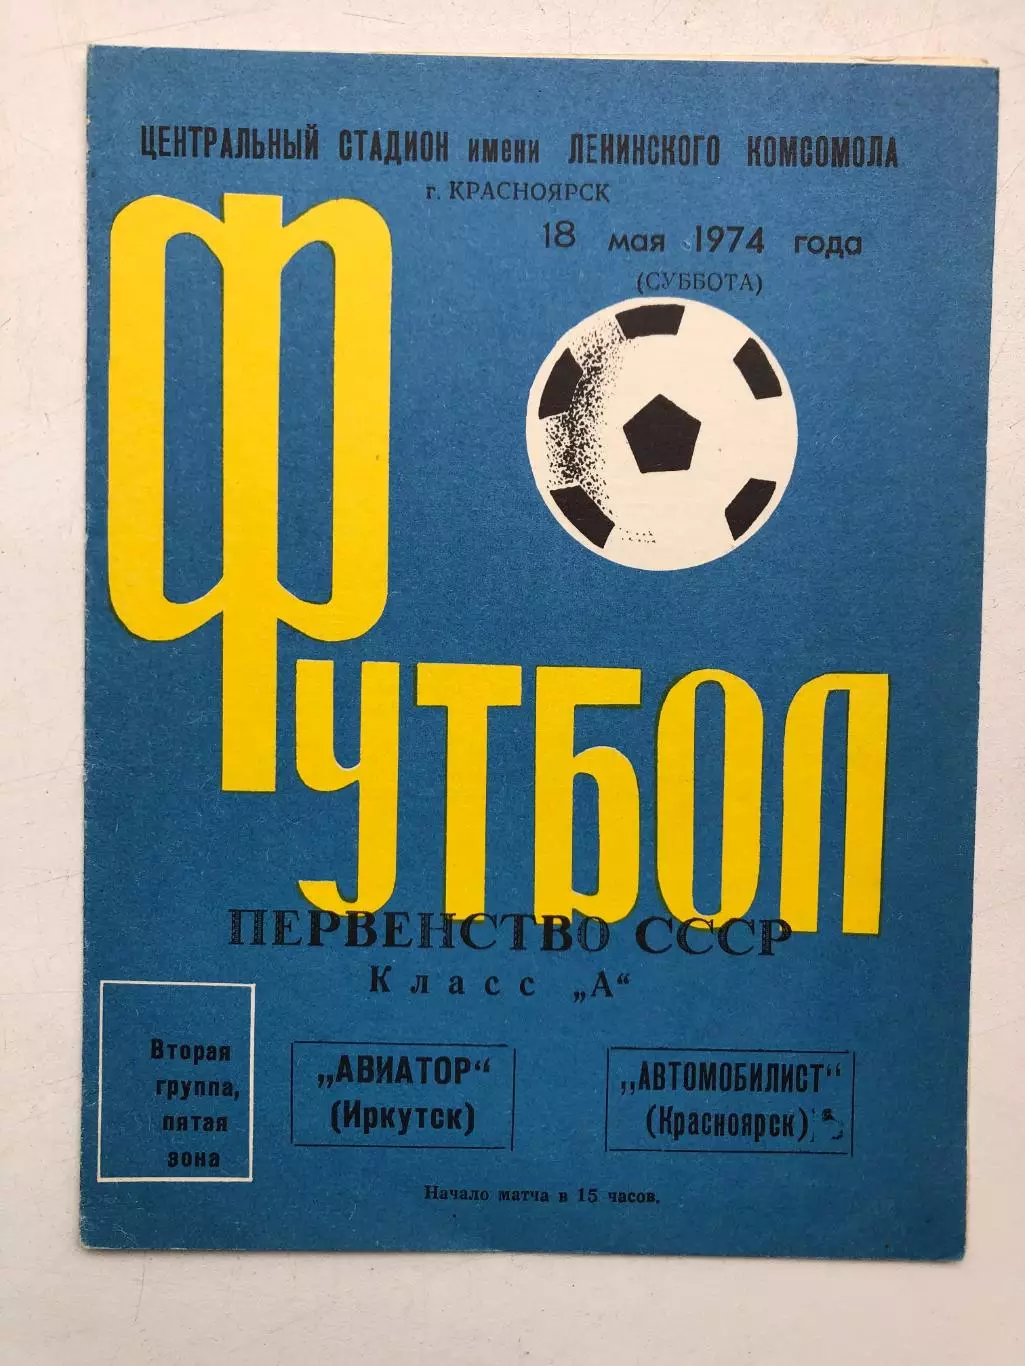 ЦЕНТРАЛЬНЫЙ СТАДИОН имени ЛЕНИНСКОГО КОМСОМОЛА
г. КРАСНОЯРСК
18 мая 1974 года
(СУББОТА)
ФУТБОЛ
ПЕРВЕНСТВО СССР
Класс „А“
Вторая
группа,
пятая
зона
„АВИАТОР“
(Иркутск)
„АВТОМОБИЛИСТ“
(Красноярск)
Начало матча в 15 часов.